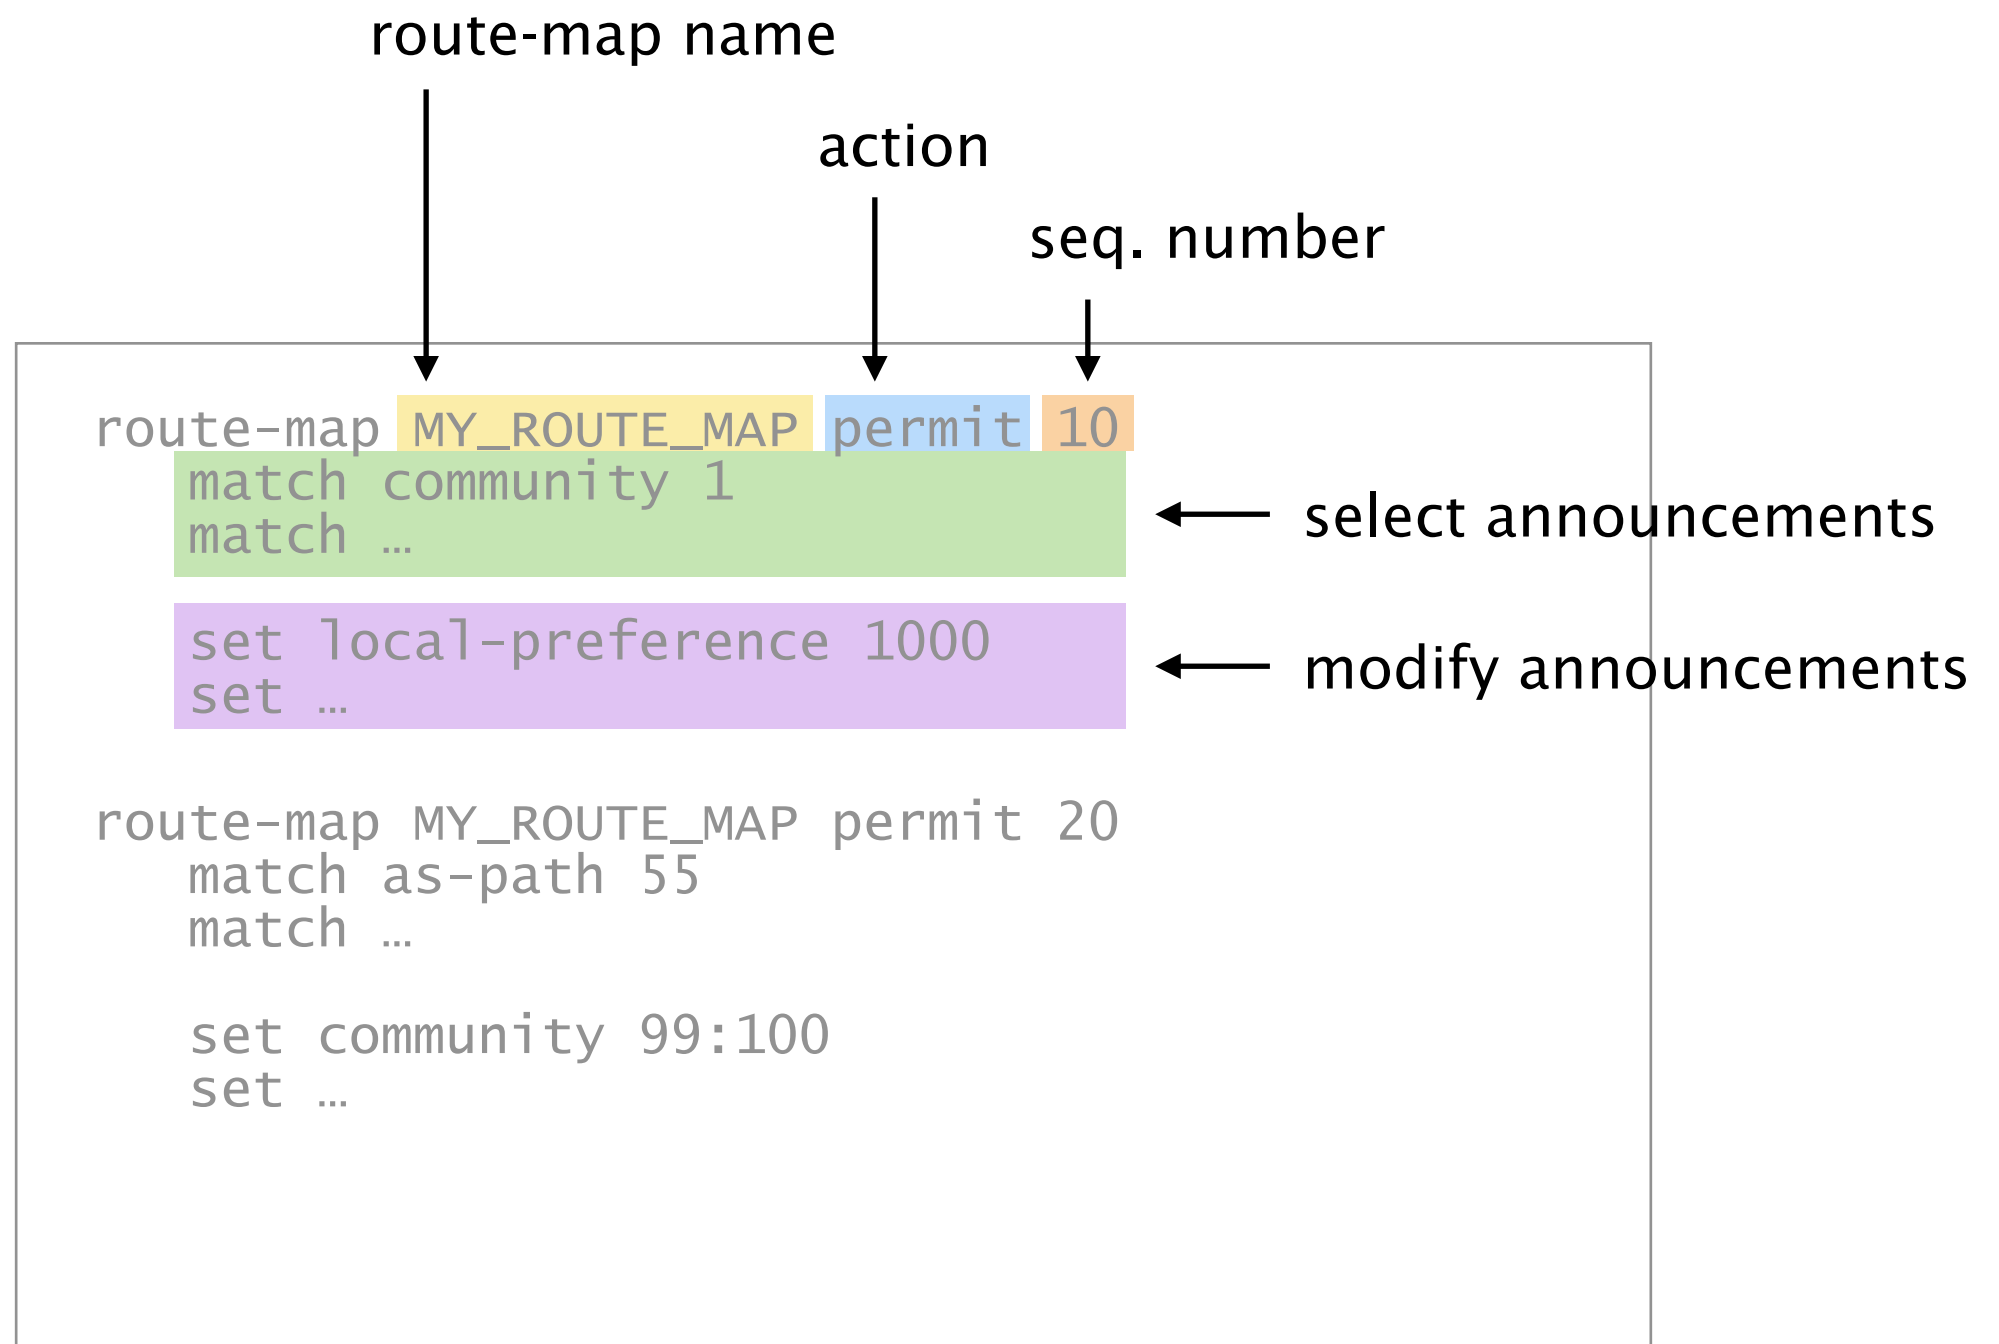 route-map name
action
seq. number
route-map MY_ROUTE_MAP permit 10
match community 1
match …
select announcements
set local-preference 1000
set …
modify announcements
route-map MY_ROUTE_MAP permit 20
match as-path 55
match …
set community 99:100
set …